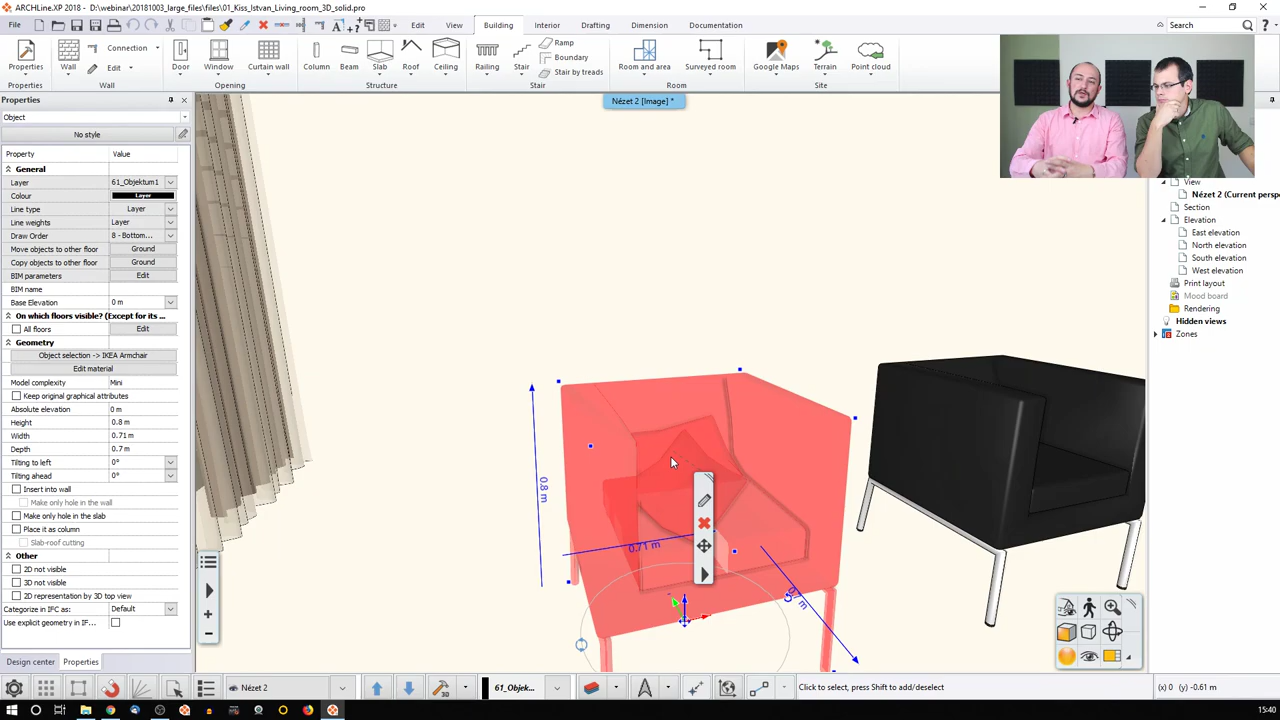 ARCHLine.XP 2018 - D:\webinar\20181003_large_files\files\01_Kiss_Istvan_Living_room_3D_solid.pro
Edit View Building Interior Drafting Dimension Documentation Search
Properties Wall Connection Edit Door Window Curtain wall Column Beam Slab Roof Ceiling Railing Stair Ramp Boundary Stair by treads Room and area Surveyed room Google Maps Terrain Point cloud
Properties Wall Opening Structure Stair Room Site
Properties
Nézet 2 [Image] *
Object
No style
Property Value
General
Layer 61_Objektum1
Colour Layer
Line type Layer
Line weights Layer
Draw Order 8 - Bottom...
Move objects to other floor Ground
Copy objects to other floor Ground
BIM parameters Edit
BIM name
Base Elevation 0 m
On which floors visible? (Except for its ...
All floors Edit
Geometry
Object selection -> IKEA Armchair
Edit material
Model complexity Mini
Keep original graphical attributes
Absolute elevation 0 m
Height 0.8 m
Width 0.71 m
Depth 0.7 m
Tilting to left 0°
Tilting ahead 0°
Insert into wall
Make only hole in the wall
Make only hole in the slab
Place it as column
Slab-roof cutting
Other
2D not visible
3D not visible
2D representation by 3D top view
Categorize in IFC as: Default
Use explicit geometry in IF...
Design center Properties
0.8 m
0.71 m
0.7 m
View
Nézet 2 (Current persp
Section
Elevation
East elevation
North elevation
South elevation
West elevation
Print layout
Mood board
Rendering
Hidden views
Zones
Nézet 2
61_Objek...
Click to select, press Shift to add/deselect
(x) 0 (y) -0.61 m
15:40